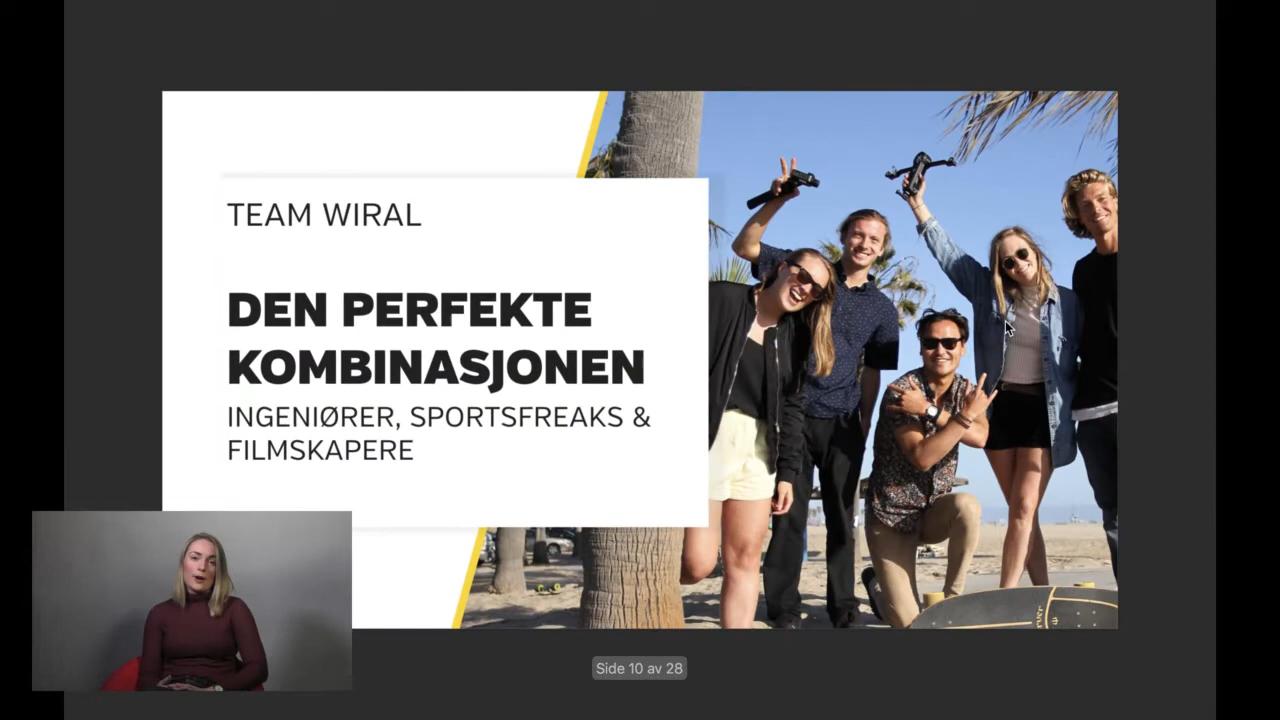 TEAM WIRAL
DEN PERFEKTE
KOMBINASJONEN
INGENIØRER, SPORTSFREAKS &
FILMSKAPERE
Side 10 av 28